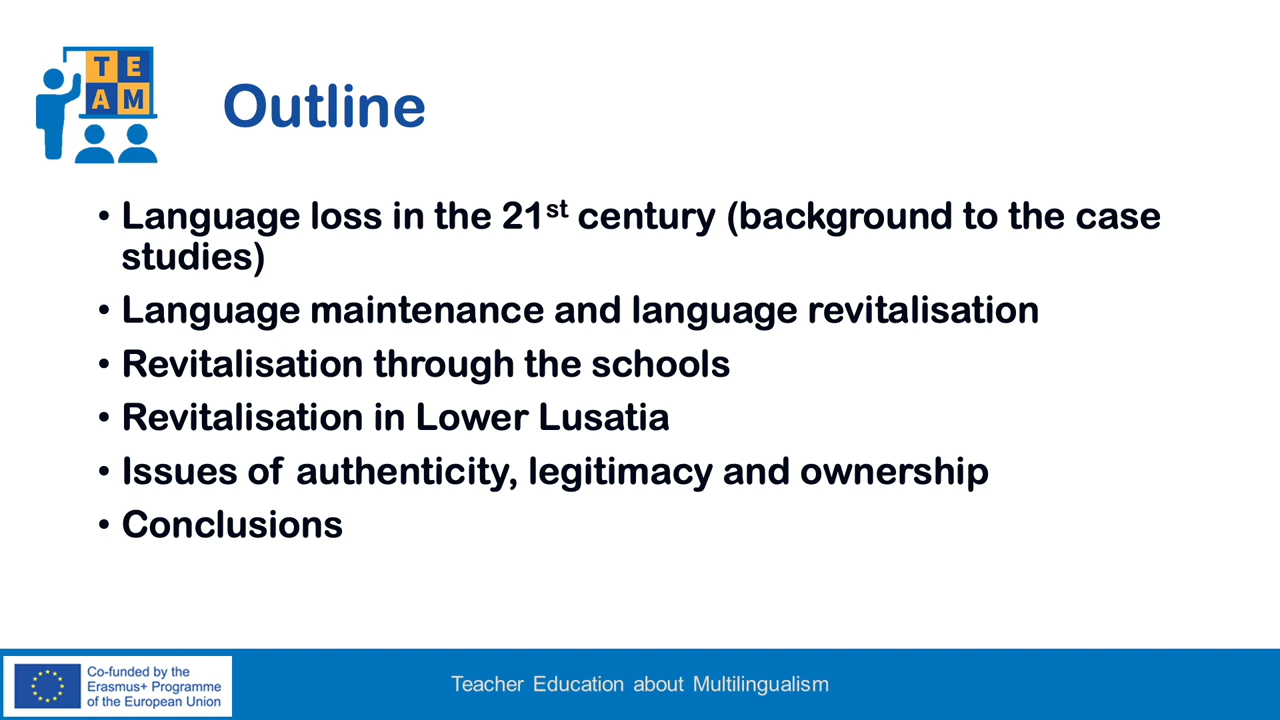 T E
A M
Outline
• Language loss in the 21st century (background to the case
studies)
• Language maintenance and language revitalisation
• Revitalisation through the schools
• Revitalisation in Lower Lusatia
• Issues of authenticity, legitimacy and ownership
• Conclusions
Co-funded by the
Erasmus+ Programme
of the European Union
Teacher Education about Multilingualism